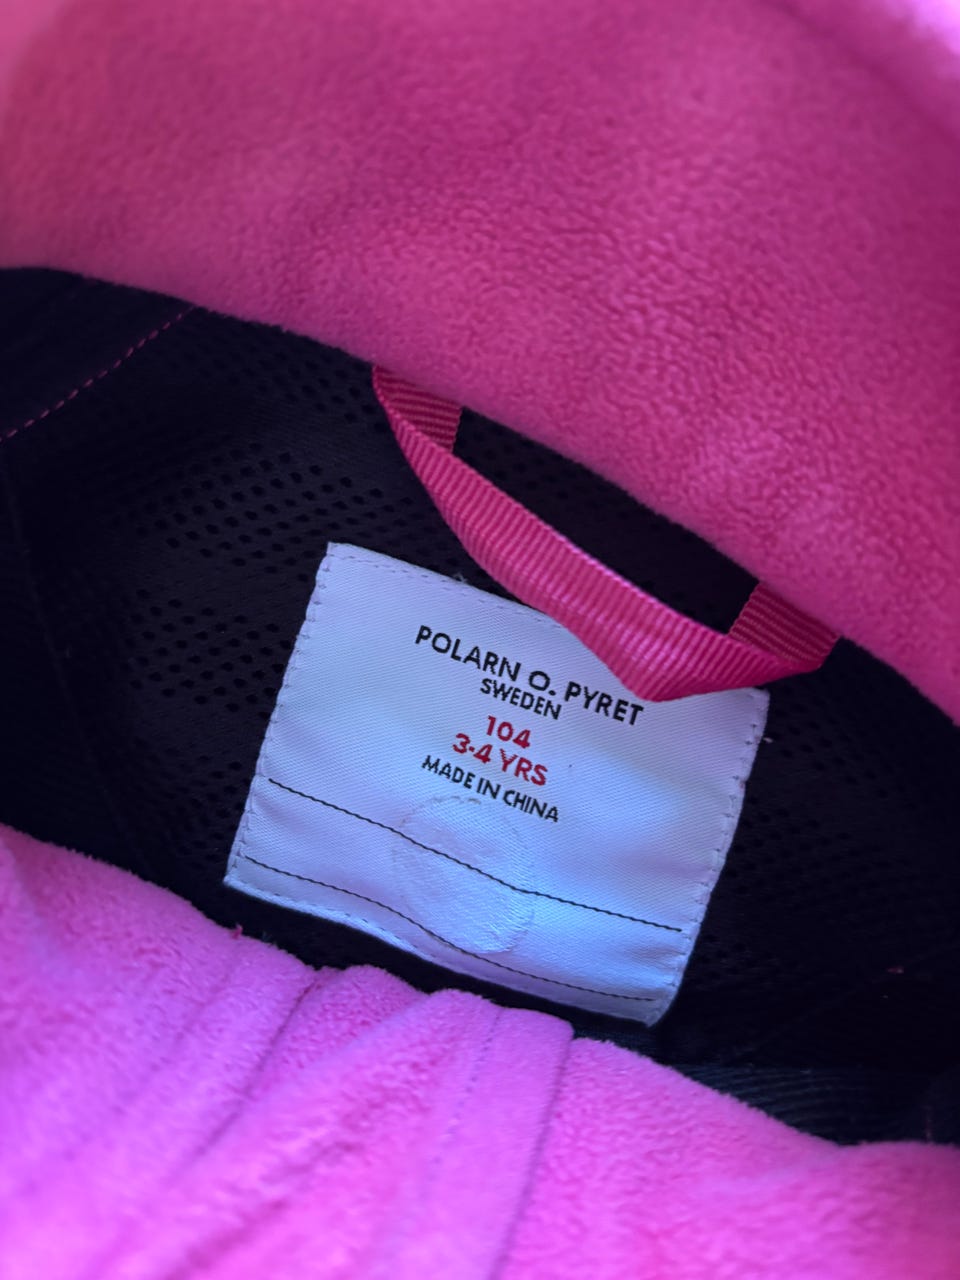 POLARN O. PYRET
SWEDEN
104
3-4 YRS
MADE IN CHINA